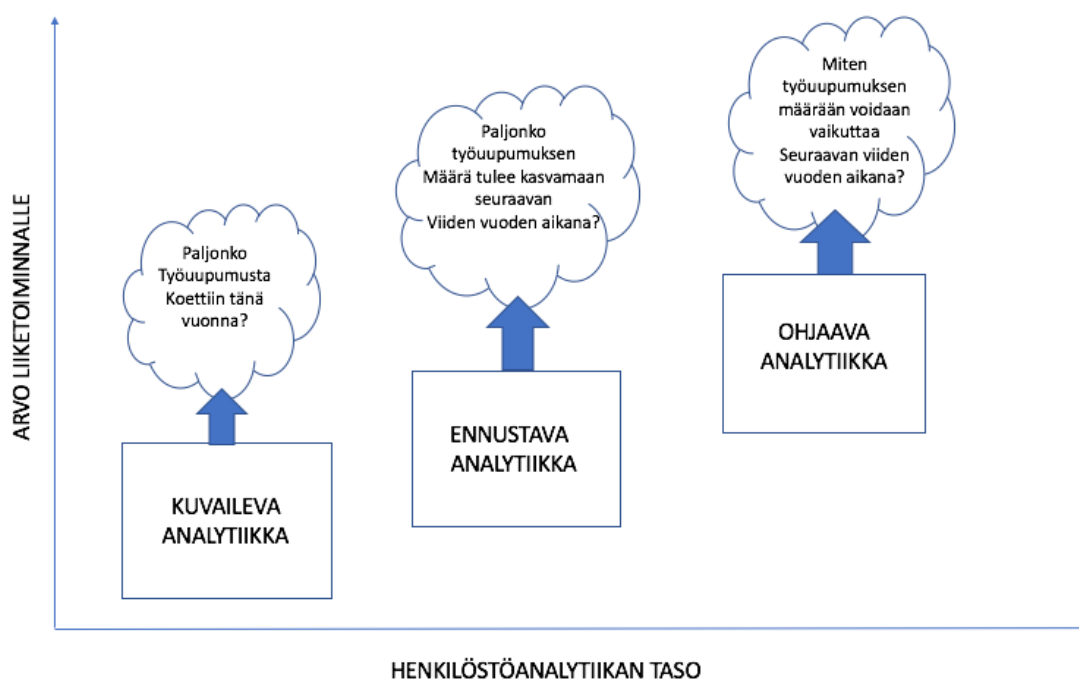 ARVO LIIKETOIMINNALLE
Paljonko
Työuupumusta
Koettiin tänä
vuonna?
KUVAILEVA
ANALYTIIKKA
Paljonko
työuupumuksen
Määrä tulee kasvamaan
seuraavan
Viiden vuoden aikana?
ENNUSTAVA
ANALYTIIKKA
Miten
työuupumuksen
määrään voidaan
vaikuttaa
Seuraavan viiden
vuoden aikana?
OHJAAVA
ANALYTIIKKA
HENKILÖSTÖANALYTIIKAN TASO